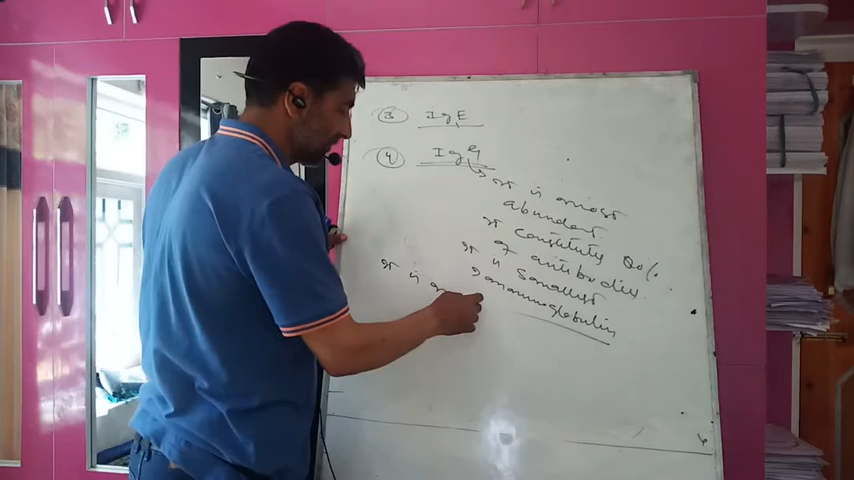 ③ IgE
④ IgG
It is most
abundant
It constitute 80%
of antibodies
It is smallest
immunoglobulin
It is